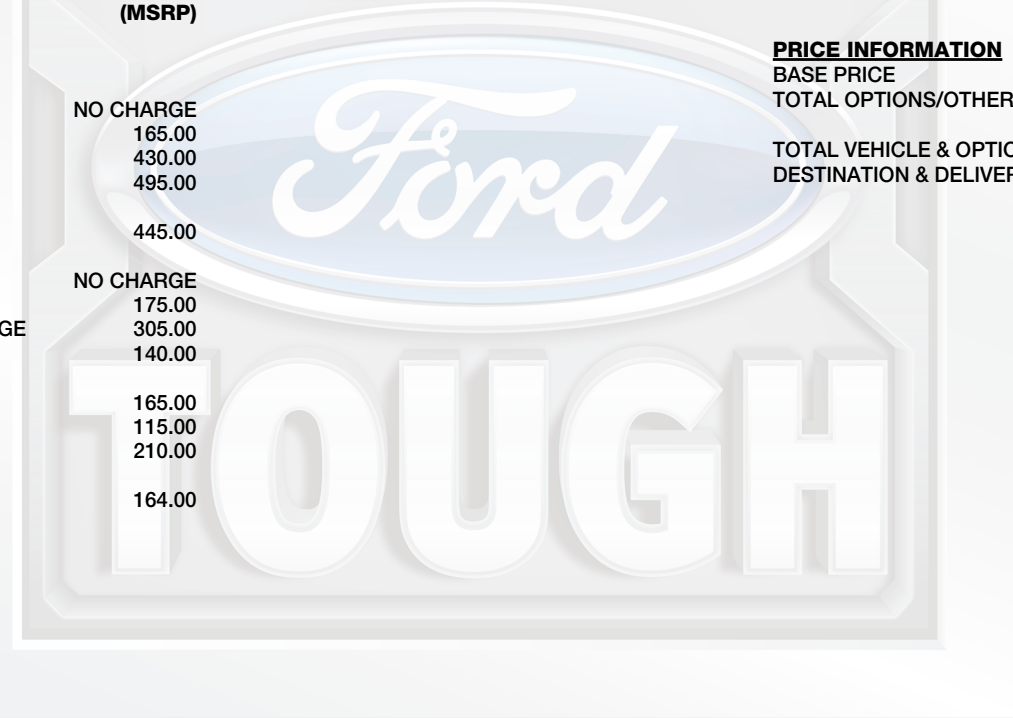 (MSRP)
NO CHARGE
165.00
430.00
495.00
445.00
NO CHARGE
175.00
GE 305.00
140.00
165.00
115.00
210.00
164.00
PRICE INFORMATION
BASE PRICE
TOTAL OPTIONS/OTHER
TOTAL VEHICLE & OPTIO
DESTINATION & DELIVER
Ford
TOUGH